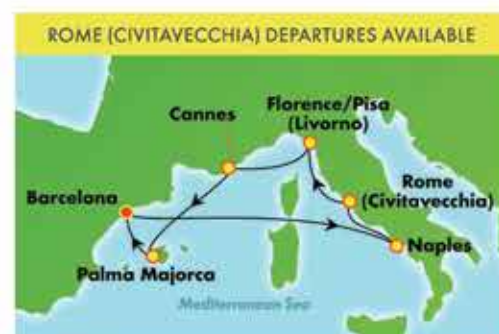 ROME (CIVITAVECCHIA) DEPARTURES AVAILABLE
Florence/Pisa
(Livorno)
Cannes
Rome
(Civitavecchia)
Barcelona
Naples
Palma Majorca
Mediterranean Sea